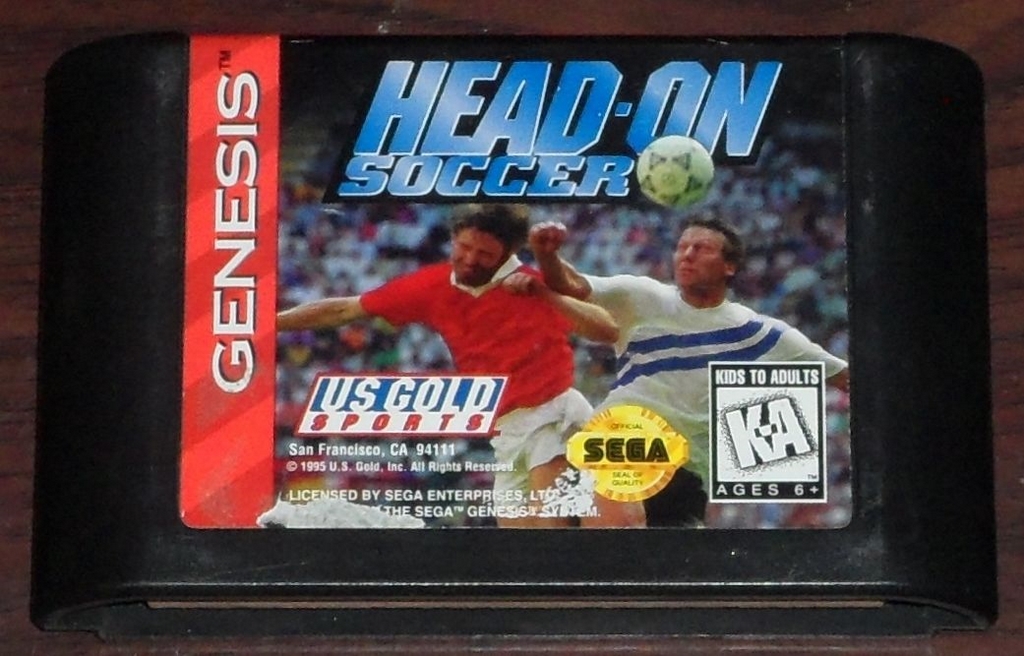 GENESIS™
HEAD-ON
SOCCER
US GOLD
SPORTS
San Francisco, CA 94111
© 1995 U.S. Gold, Inc. All Rights Reserved.
LICENSED BY SEGA ENTERPRISES, LTD
THE SEGA™ GENESIS™ SYSTEM.
OFFICIAL
SEGA
SEAL OF
QUALITY
KIDS TO ADULTS
K-A
™
AGES 6+